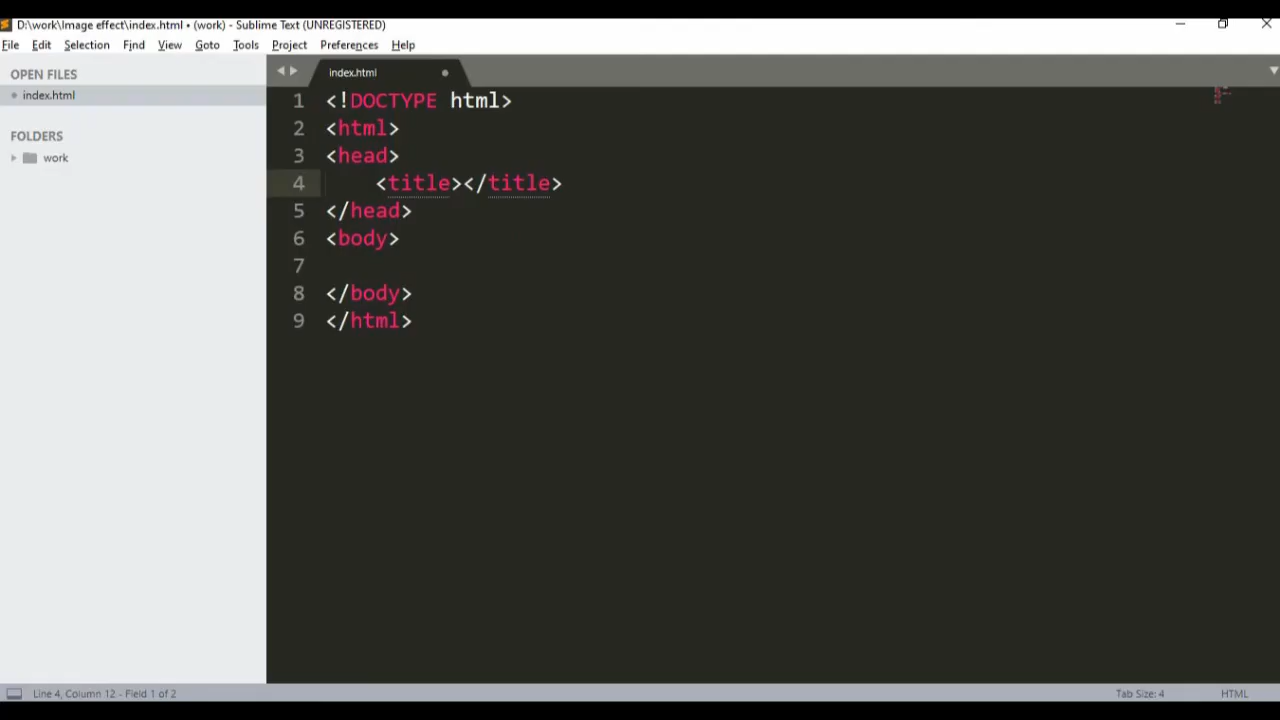 D:\work\Image effect\index.html • (work) - Sublime Text (UNREGISTERED)
File Edit Selection Find View Goto Tools Project Preferences Help
OPEN FILES
index.html
FOLDERS
work
index.html
1 <!DOCTYPE html>
2 <html>
3 <head>
4     <title></title>
5 </head>
6 <body>
7
8 </body>
9 </html>
Line 4, Column 12 - Field 1 of 2
Tab Size: 4
HTML